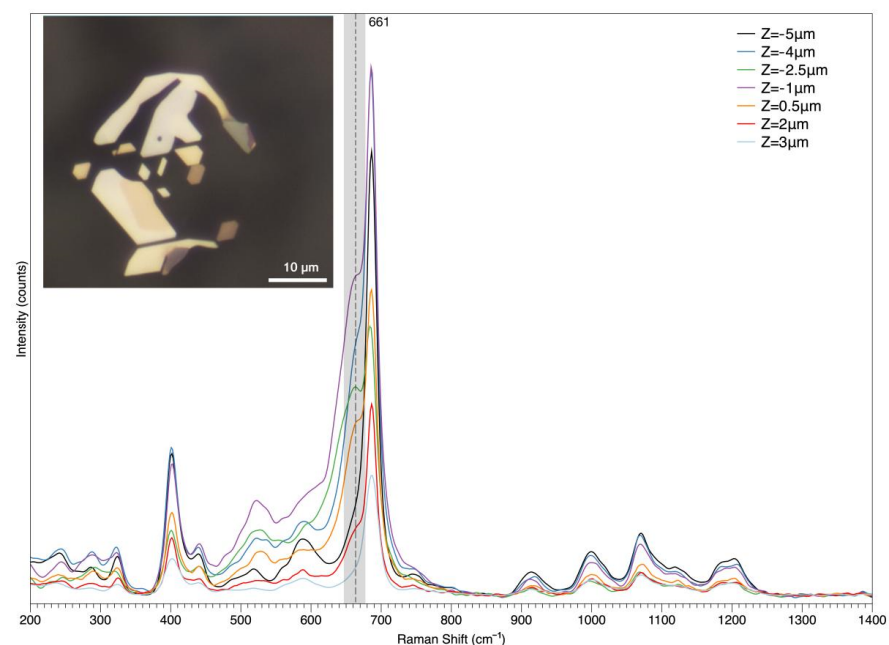 661
Z=-5μm
Z=-4μm
Z=-2.5μm
Z=-1μm
Z=0.5μm
Z=2μm
Z=3μm
10 μm
Intensity (counts)
200 300 400 500 600 700 800 900 1000 1100 1200 1300 1400
Raman Shift (cm⁻¹)